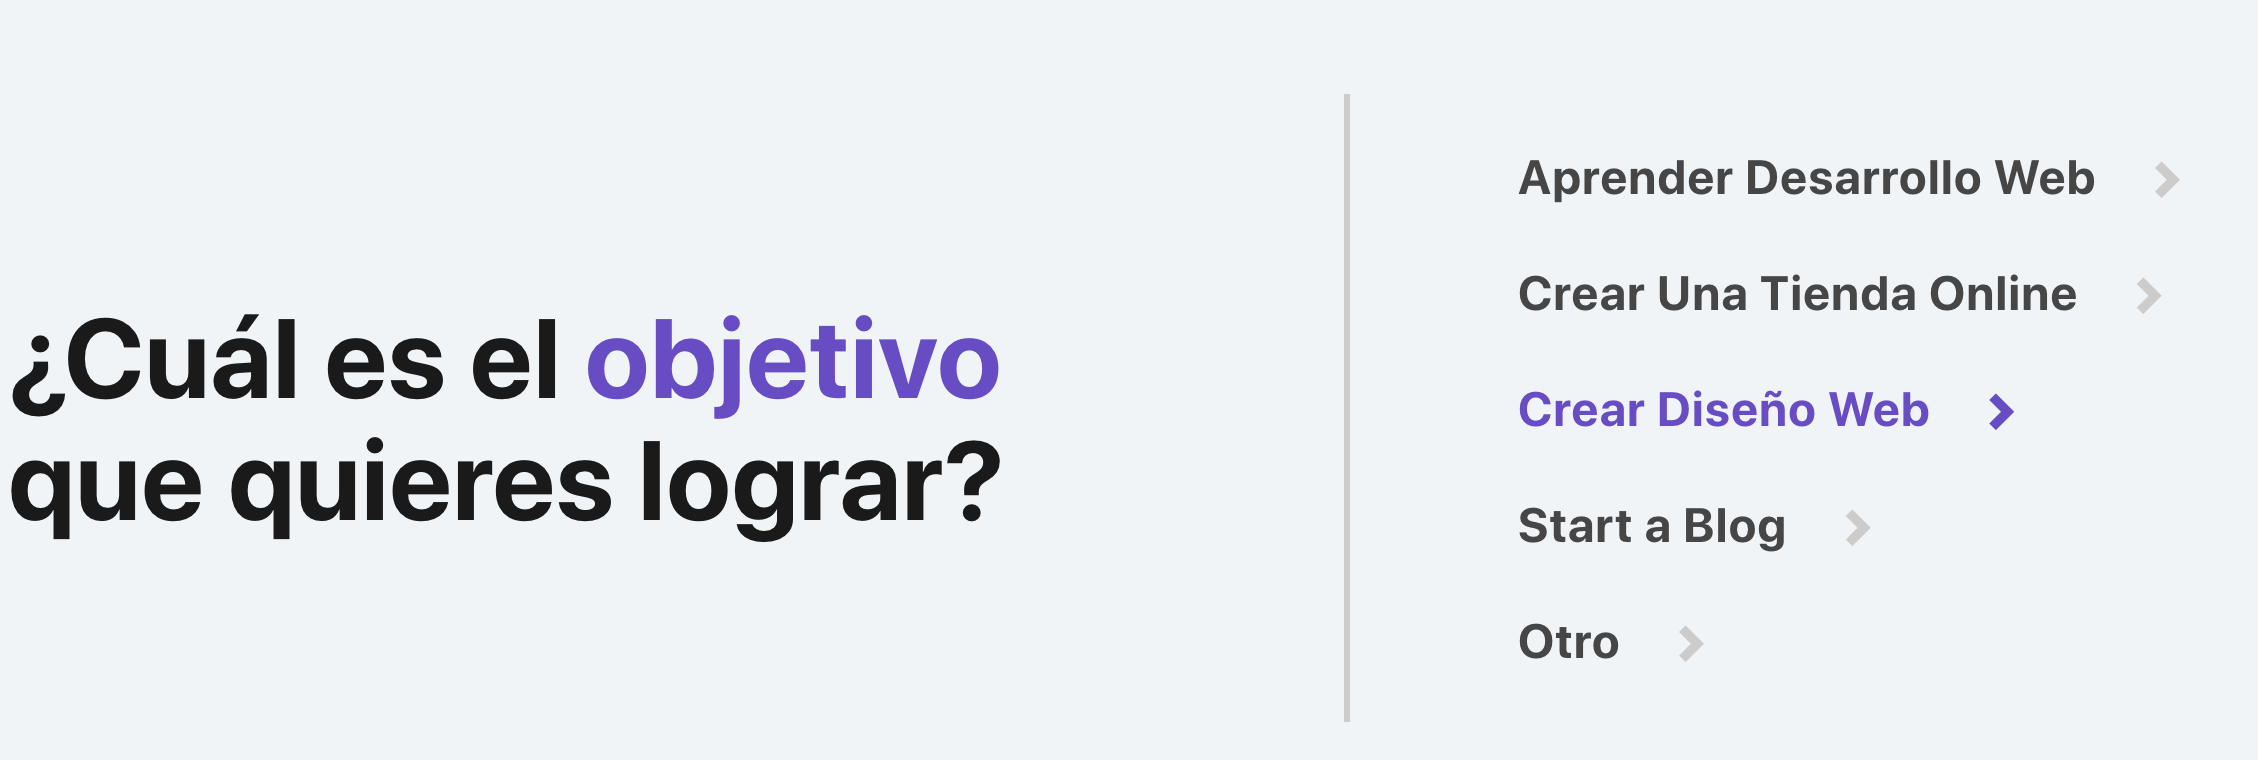 ¿Cuál es el objetivo
que quieres lograr?
Aprender Desarrollo Web
Crear Una Tienda Online
Crear Diseño Web
Start a Blog
Otro